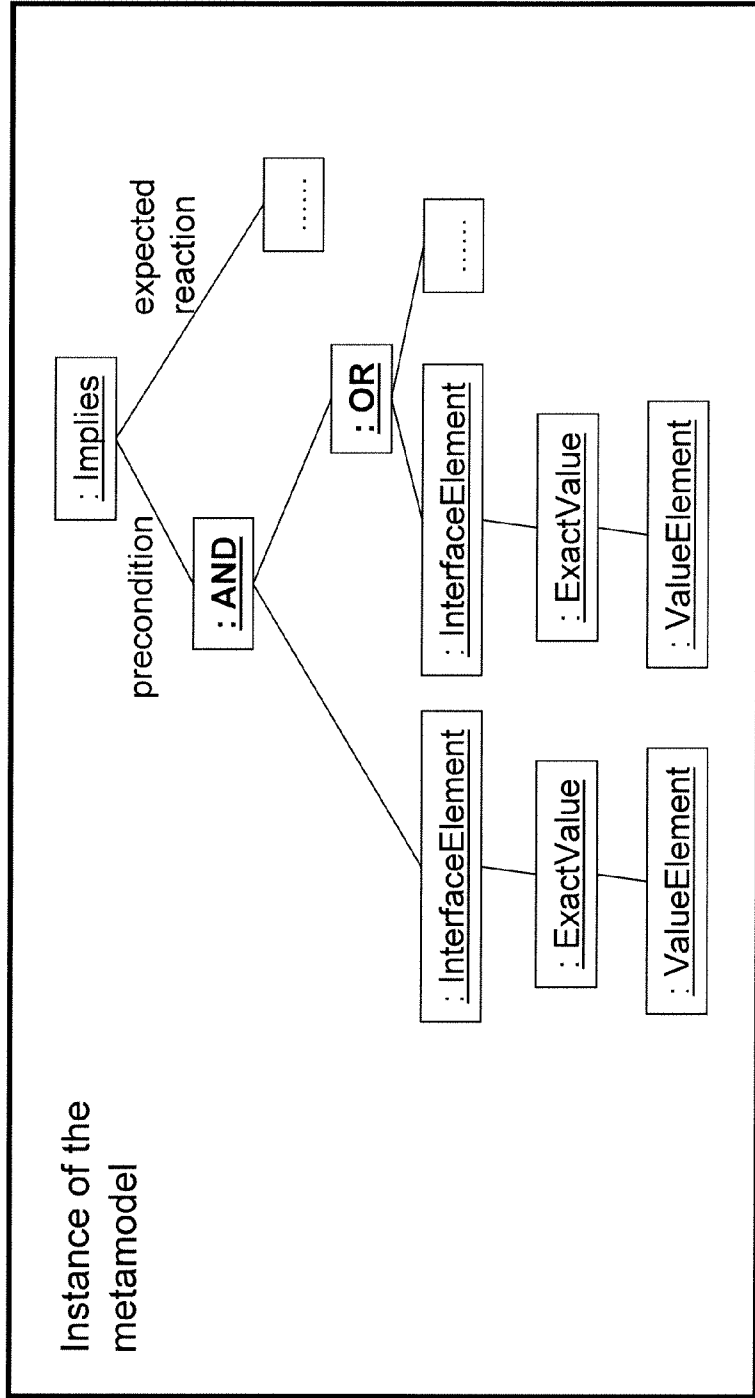 Instance of the
metamodel
: Implies
precondition
expected
reaction
: AND
......
: OR
: InterfaceElement
: InterfaceElement
......
: ExactValue
: ExactValue
: ValueElement
: ValueElement